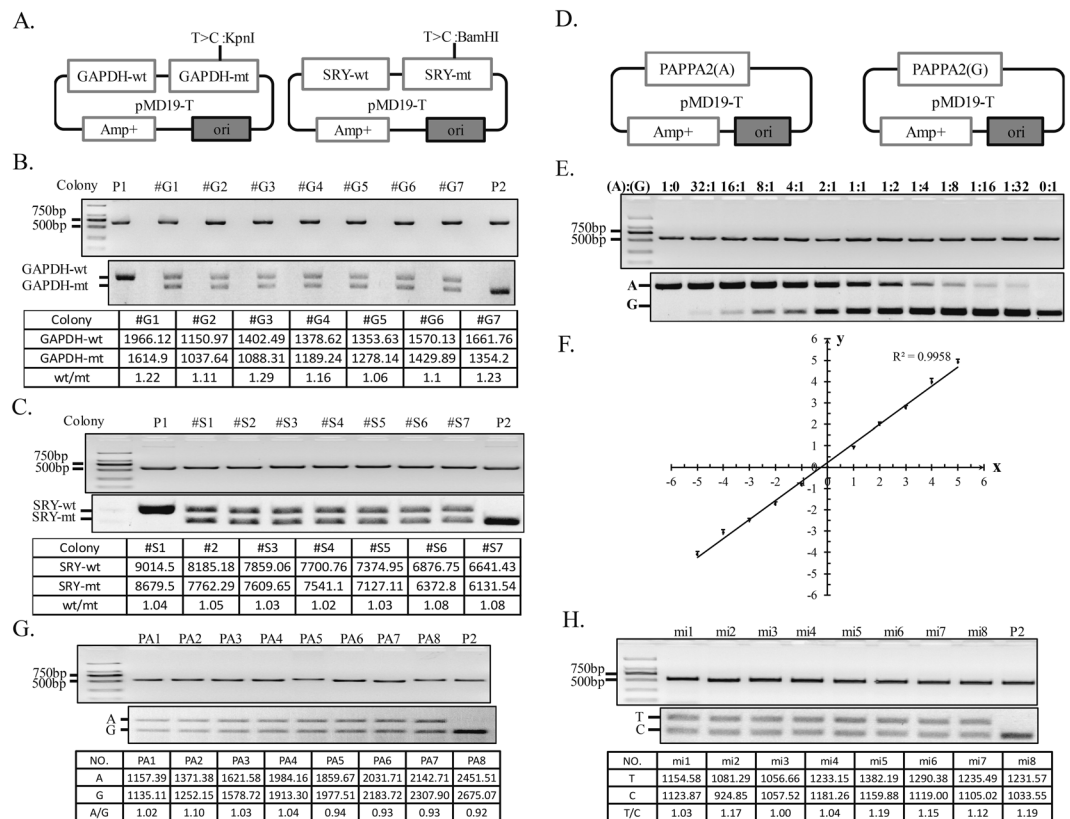 A.
T>C :KpnI
T>C :BamHI
GAPDH-wt
GAPDH-mt
SRY-wt
SRY-mt
pMD19-T
pMD19-T
Amp+
ori
Amp+
ori
B.
Colony P1 #G1 #G2 #G3 #G4 #G5 #G6 #G7 P2
750bp
500bp
GAPDH-wt
GAPDH-mt
Colony #G1 #G2 #G3 #G4 #G5 #G6 #G7
GAPDH-wt 1966.12 1150.97 1402.49 1378.62 1353.63 1570.13 1661.76
GAPDH-mt 1614.9 1037.64 1088.31 1189.24 1278.14 1429.89 1354.2
wt/mt 1.22 1.11 1.29 1.16 1.06 1.1 1.23
C.
Colony P1 #S1 #S2 #S3 #S4 #S5 #S6 #S7 P2
750bp
500bp
SRY-wt
SRY-mt
Colony #S1 #2 #S3 #S4 #S5 #S6 #S7
SRY-wt 9014.5 8185.18 7859.06 7700.76 7374.95 6876.75 6641.43
SRY-mt 8679.5 7762.29 7609.65 7541.1 7127.11 6372.8 6131.54
wt/mt 1.04 1.05 1.03 1.02 1.03 1.08 1.08
D.
PAPPA2(A)
PAPPA2(G)
pMD19-T
pMD19-T
Amp+
ori
Amp+
ori
E.
(A):(G) 1:0 32:1 16:1 8:1 4:1 2:1 1:1 1:2 1:4 1:8 1:16 1:32 0:1
750bp
500bp
A
G
F.
y
6
5
4
3
2
1
R² = 0.9958
x
-6 -5 -4 -3 -2 -1 0 1 2 3 4 5 6
-1
-2
-3
-4
-5
-6
G.
PA1 PA2 PA3 PA4 PA5 PA6 PA7 PA8 P2
750bp
500bp
A
G
NO. PA1 PA2 PA3 PA4 PA5 PA6 PA7 PA8
A 1157.39 1371.38 1621.58 1984.16 1859.67 2031.71 2142.71 2451.51
G 1135.11 1252.15 1578.72 1913.30 1977.51 2183.72 2307.90 2675.07
A/G 1.02 1.10 1.03 1.04 0.94 0.93 0.93 0.92
H.
mi1 mi2 mi3 mi4 mi5 mi6 mi7 mi8 P2
750bp
500bp
T
C
NO. mi1 mi2 mi3 mi4 mi5 mi6 mi7 mi8
T 1154.58 1081.29 1056.66 1233.15 1382.19 1290.38 1235.49 1231.57
C 1123.87 924.85 1057.52 1181.26 1159.88 1119.00 1105.02 1033.55
T/C 1.03 1.17 1.00 1.04 1.19 1.15 1.12 1.19